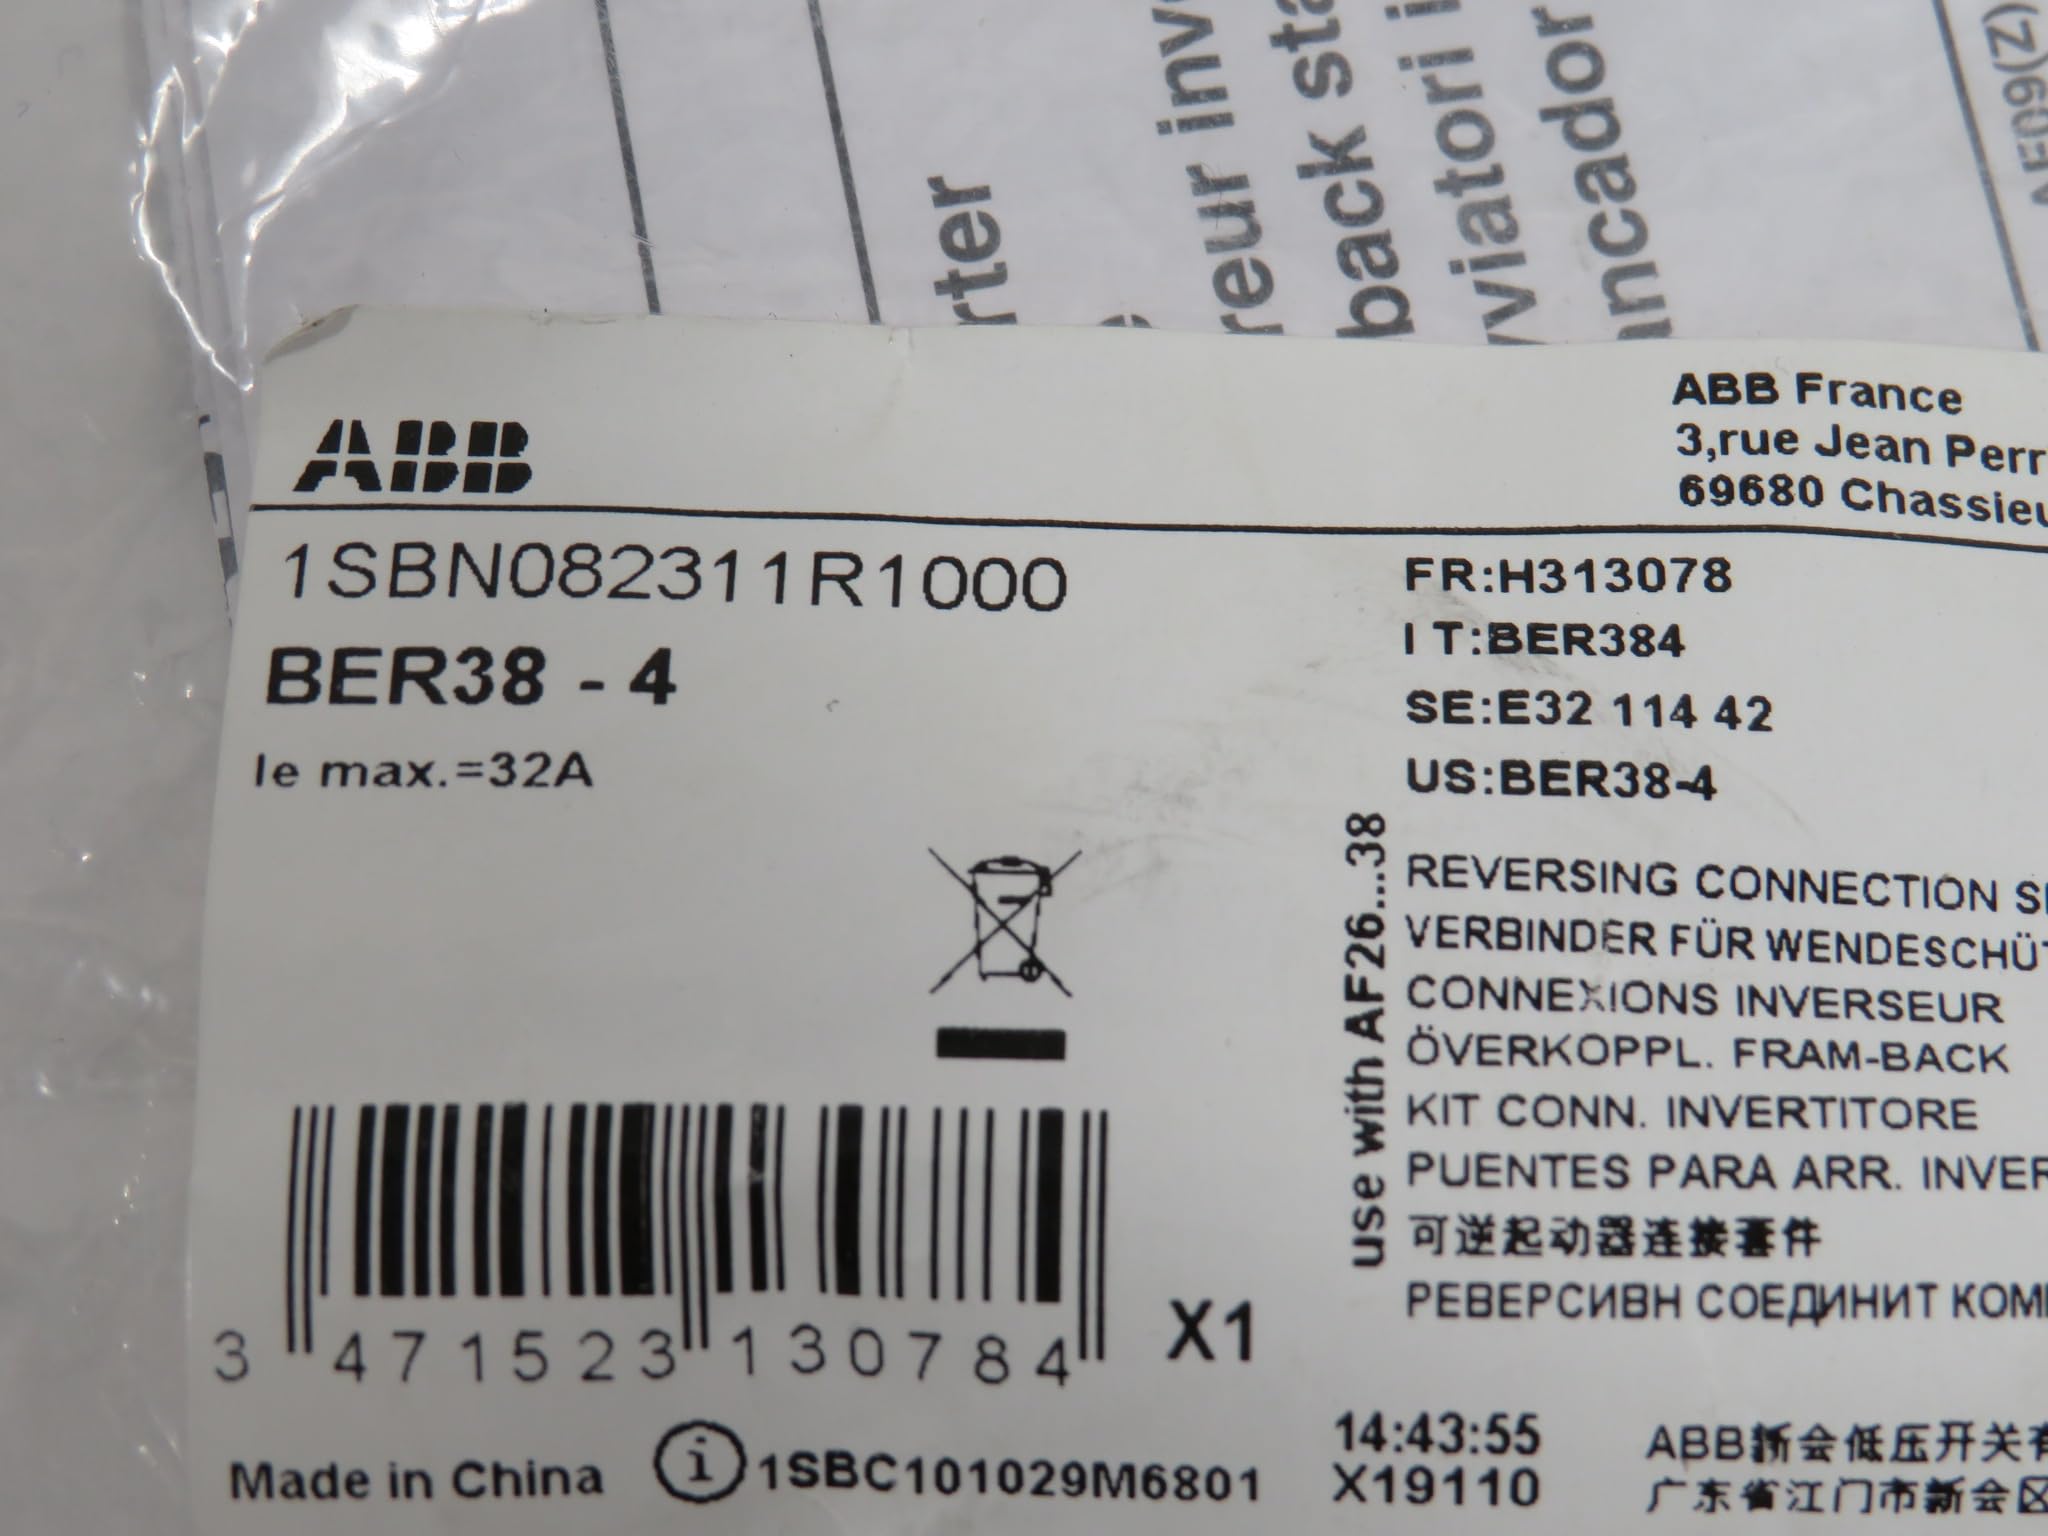 rter
reur inv
back sta
viatori i
ncador
AF09(Z)
ABB
ABB France
3,rue Jean Perr
69680 Chassieu
1SBN082311R1000
BER38 - 4
Ie max.=32A
FR:H313078
IT:BER384
SE:E32 114 42
US:BER38-4
use with AF26...38
REVERSING CONNECTION S
VERBINDER FÜR WENDESCHÜT
CONNEXIONS INVERSEUR
ÖVERKOPPL. FRAM-BACK
KIT CONN. INVERTITORE
PUENTES PARA ARR. INVER
可逆起动器连接套件
РЕВЕРСИВН СОЕДИНИТ КОМ
3 471523 130784
X1
Made in China
i 1SBC101029M6801
14:43:55
X19110
ABB新会低压开关有
广东省江门市新会区